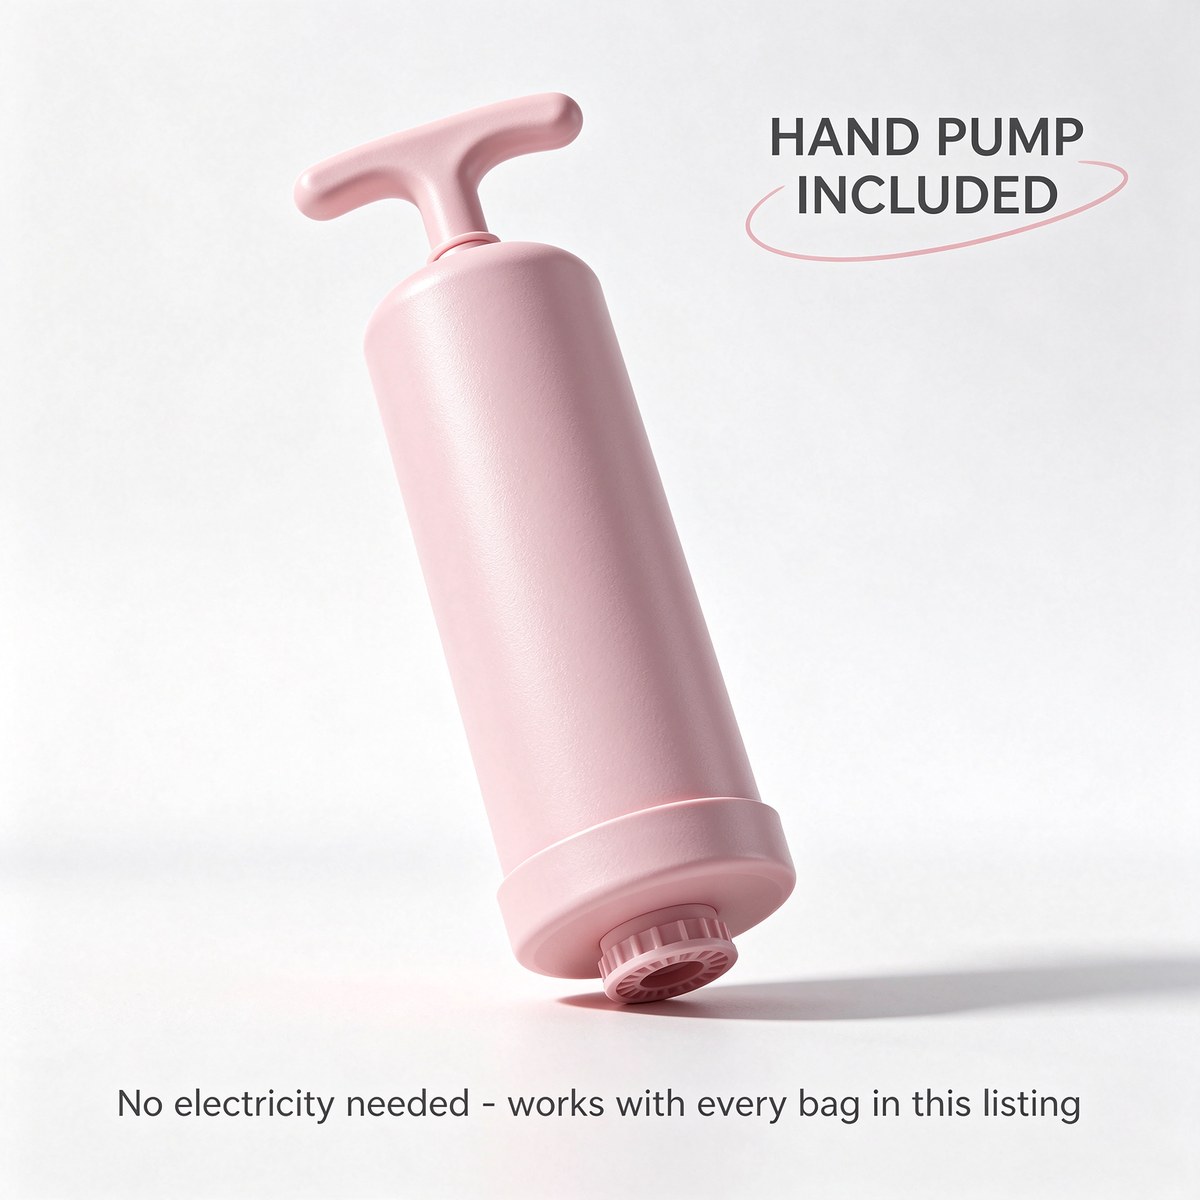 HAND PUMP
INCLUDED
No electricity needed - works with every bag in this listing